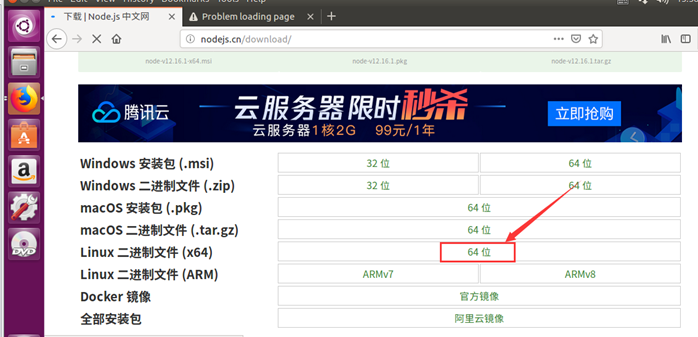 下载 | Node.js 中文网
Problem loading page
nodejs.cn/download/
node-v12.16.1-x64.msi
node-v12.16.1.pkg
node-v12.16.1.tar.gz
腾讯云
云服务器限时秒杀
云服务器1核2G 99元/1年
立即抢购
Windows 安装包 (.msi)
32 位
64 位
Windows 二进制文件 (.zip)
32 位
64 位
macOS 安装包 (.pkg)
64 位
macOS 二进制文件 (.tar.gz)
64 位
Linux 二进制文件 (x64)
64 位
Linux 二进制文件 (ARM)
ARMv7
ARMv8
Docker 镜像
官方镜像
全部安装包
阿里云镜像